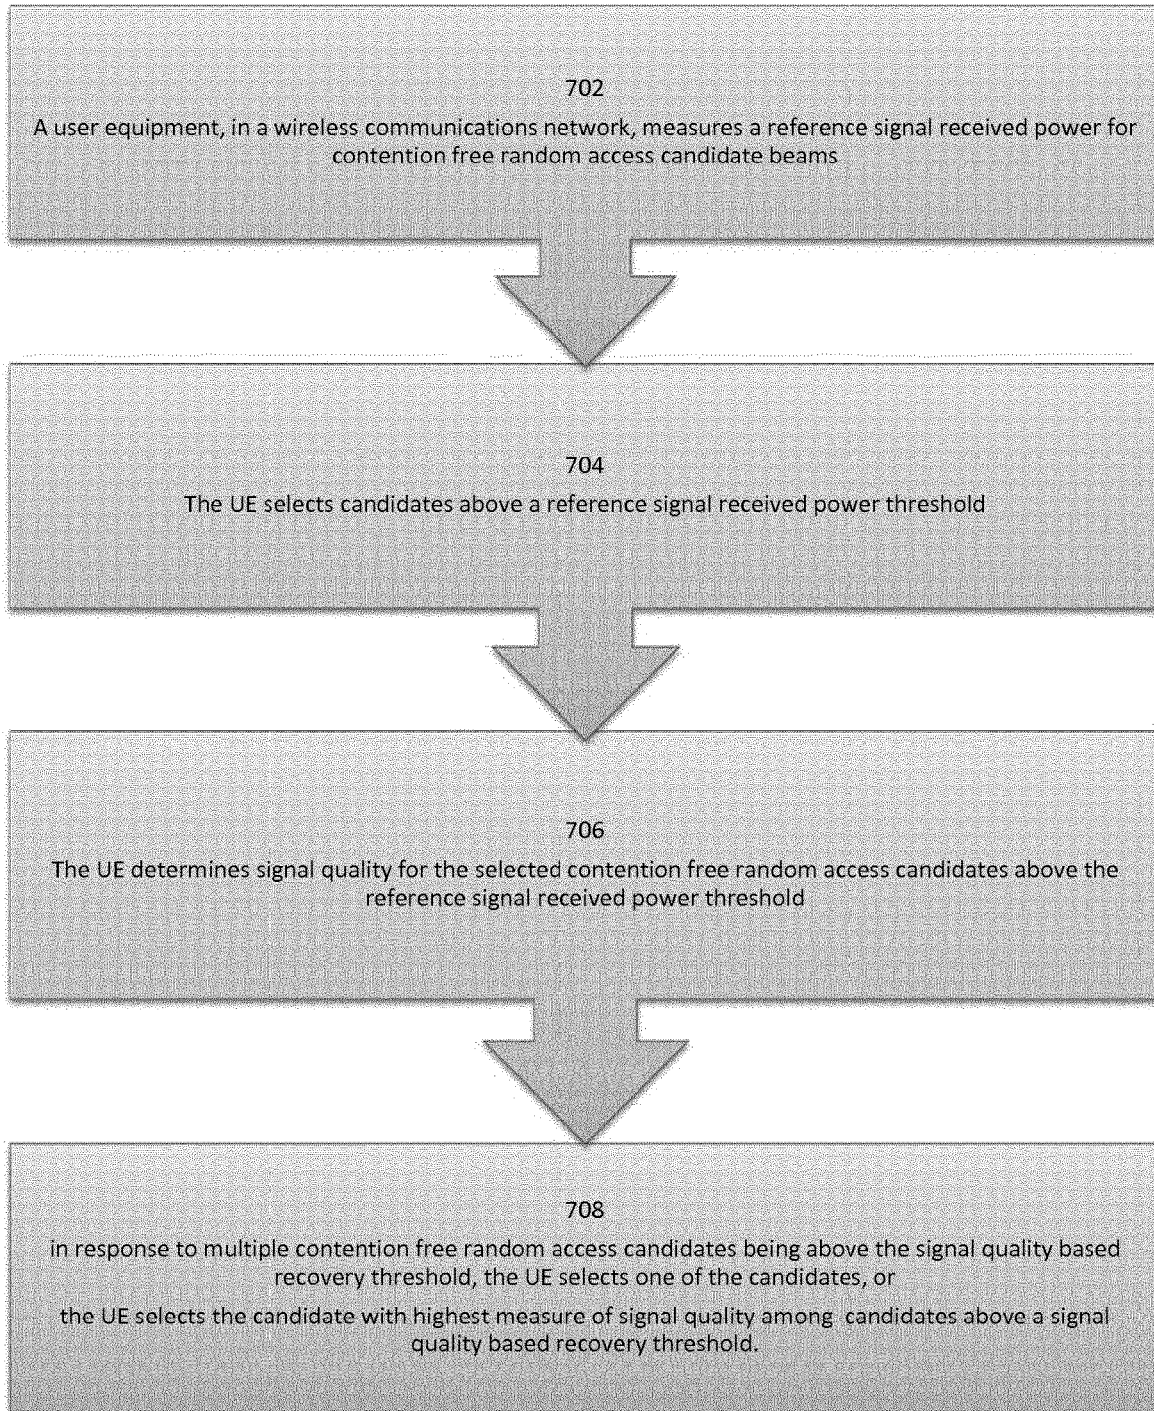 702
A user equipment, in a wireless communications network, measures a reference signal received power for
contention free random access candidate beams
704
The UE selects candidates above a reference signal received power threshold
706
The UE determines signal quality for the selected contention free random access candidates above the
reference signal received power threshold
708
in response to multiple contention free random access candidates being above the signal quality based
recovery threshold, the UE selects one of the candidates, or
the UE selects the candidate with highest measure of signal quality among candidates above a signal
quality based recovery threshold.